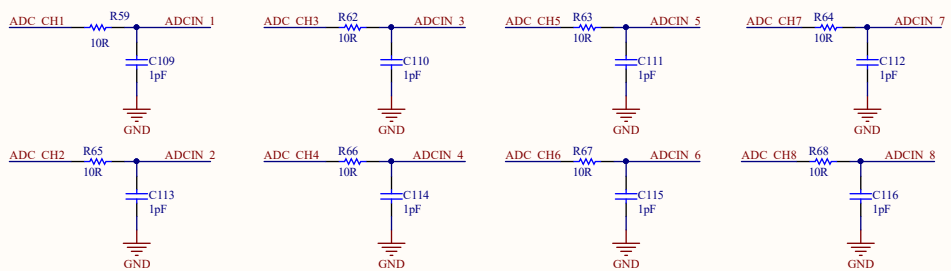 ADC_CH1 R59 ADCIN_1
10R
C109
1pF
GND
ADC_CH3 R62 ADCIN_3
10R
C110
1pF
GND
ADC_CH5 R63 ADCIN_5
10R
C111
1pF
GND
ADC_CH7 R64 ADCIN_7
10R
C112
1pF
GND
ADC_CH2 R65 ADCIN_2
10R
C113
1pF
GND
ADC_CH4 R66 ADCIN_4
10R
C114
1pF
GND
ADC_CH6 R67 ADCIN_6
10R
C115
1pF
GND
ADC_CH8 R68 ADCIN_8
10R
C116
1pF
GND